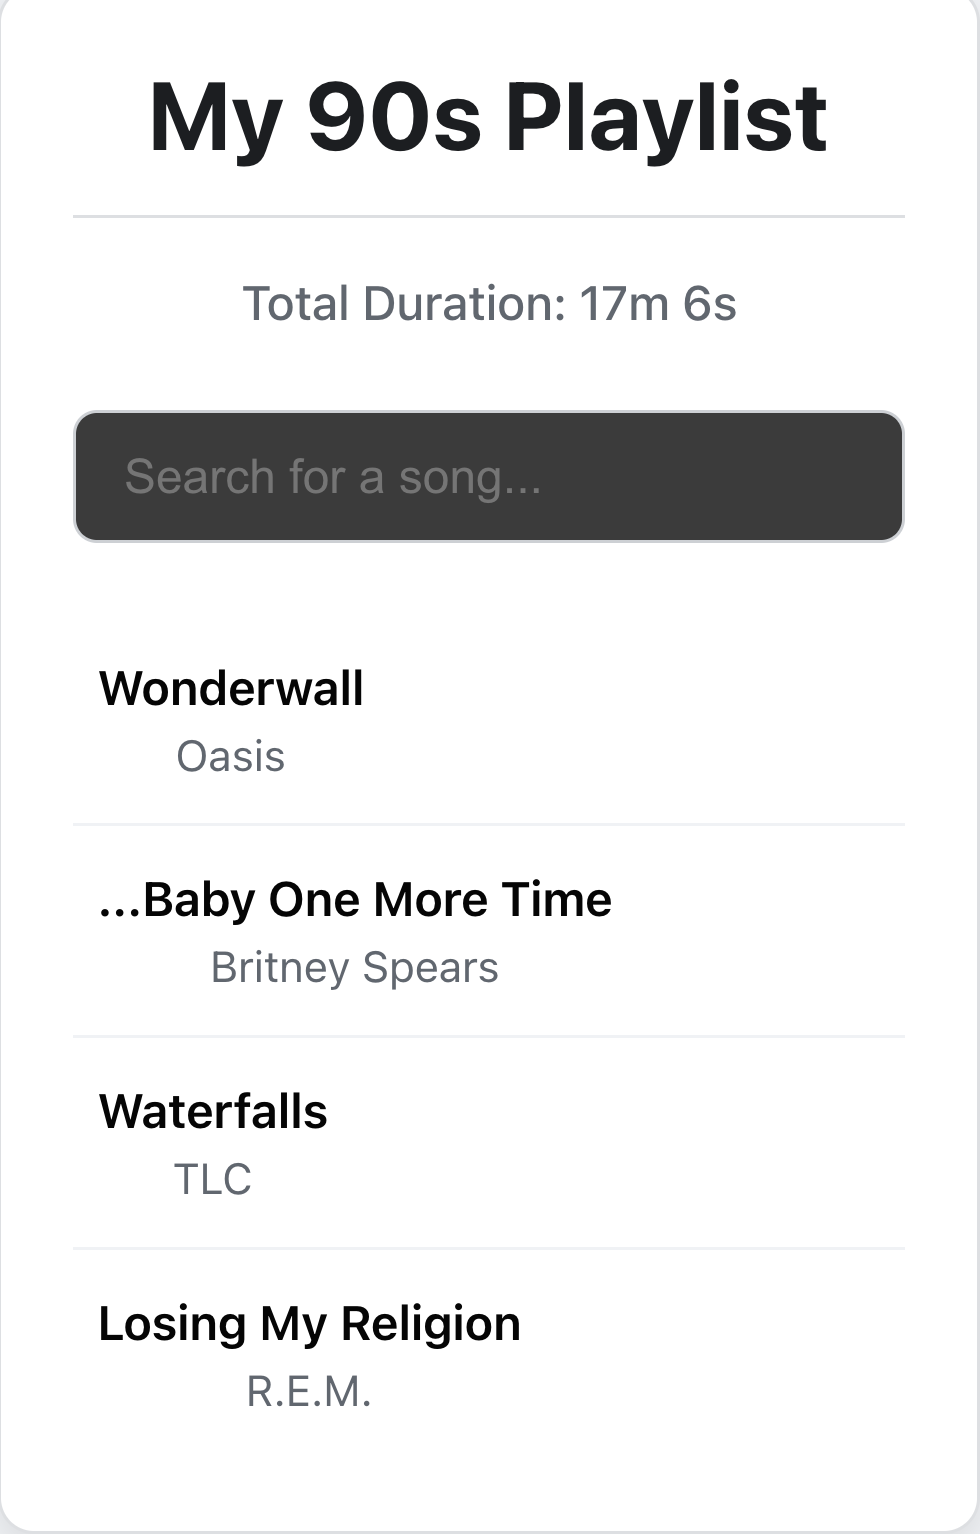 My 90s Playlist
Total Duration: 17m 6s
Search for a song...
Wonderwall
Oasis
...Baby One More Time
Britney Spears
Waterfalls
TLC
Losing My Religion
R.E.M.